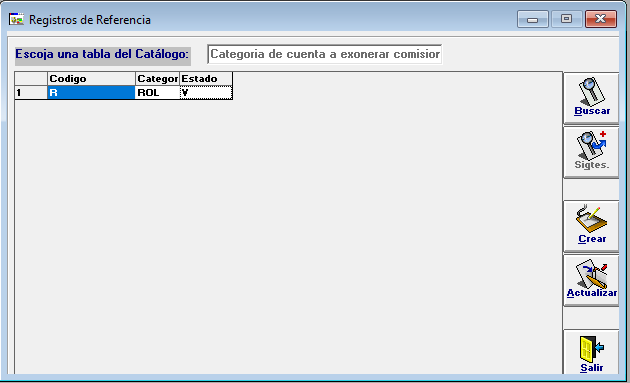 Registros de Referencia
Escoja una tabla del Catálogo: Categoria de cuenta a exonerar comision
Codigo Categor Estado
1 R ROL V
Buscar
Sigtes.
Crear
Actualizar
Salir